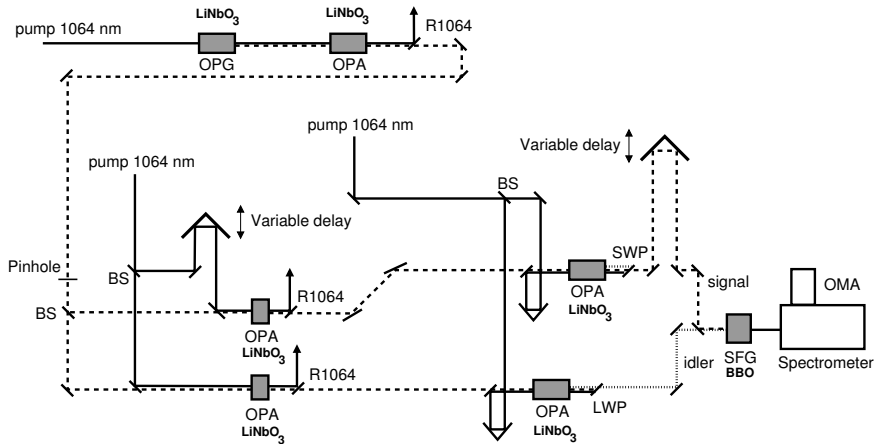 LiNbO3 LiNbO3
pump 1064 nm R1064
OPG OPA
pump 1064 nm
Variable delay
pump 1064 nm
BS
Variable delay
SWP
Pinhole
BS
signal
R1064
OPA
LiNbO3
OMA
BS
OPA
LiNbO3
idler
SFG
BBO
Spectrometer
R1064
OPA
LiNbO3
LWP
OPA
LiNbO3